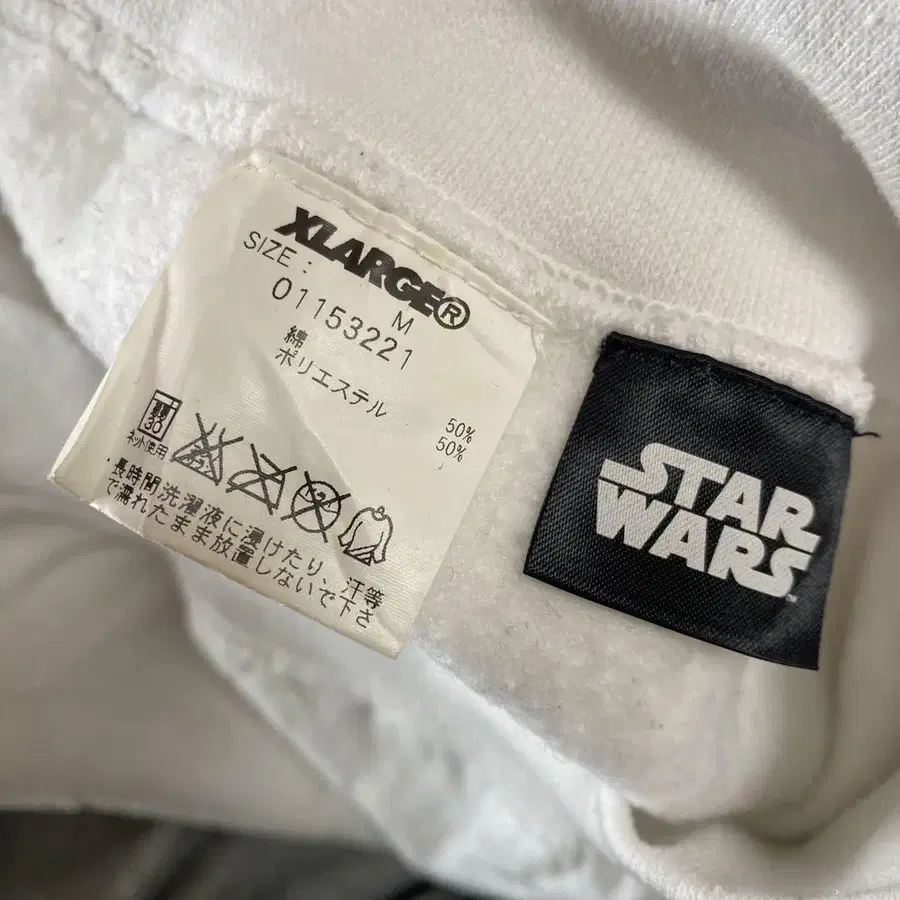 XLARGE®
SIZE: M
01153221
綿 50%
ポリエステル 50%
30
ネット使用
長時間洗濯液に浸けたり、汗等
で濡れたまま放置しないで下さ
STAR
WARS